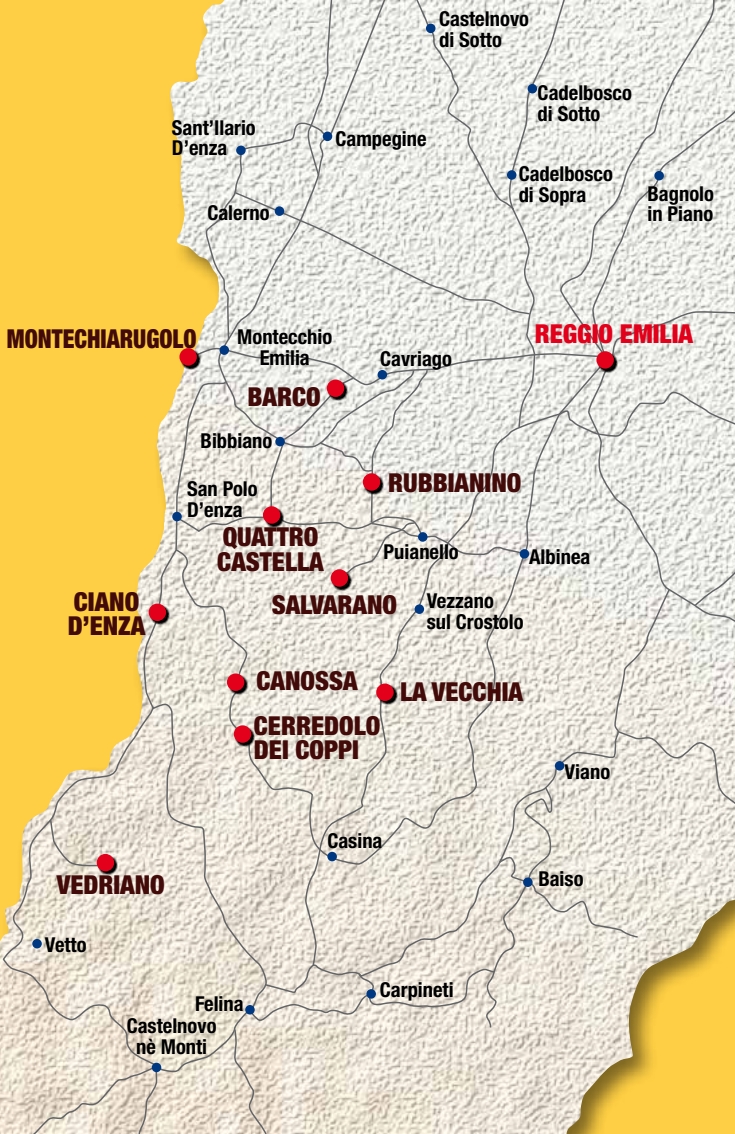 Castelnovo
di Sotto
Cadelbosco
di Sotto
Sant'Ilario
D'enza
Campegine
Cadelbosco
di Sopra
Bagnolo
in Piano
Calerno
MONTECHIARUGOLO
Montecchio
Emilia
REGGIO EMILIA
Cavriago
BARCO
Bibbiano
RUBBIANINO
San Polo
D'enza
QUATTRO
CASTELLA
Puianello
Albinea
SALVARANO
CIANO
D'ENZA
Vezzano
sul Crostolo
CANOSSA
LA VECCHIA
CERREDOLO
DEI COPPI
Viano
Casina
VEDRIANO
Baiso
Vetto
Carpineti
Felina
Castelnovo
nè Monti